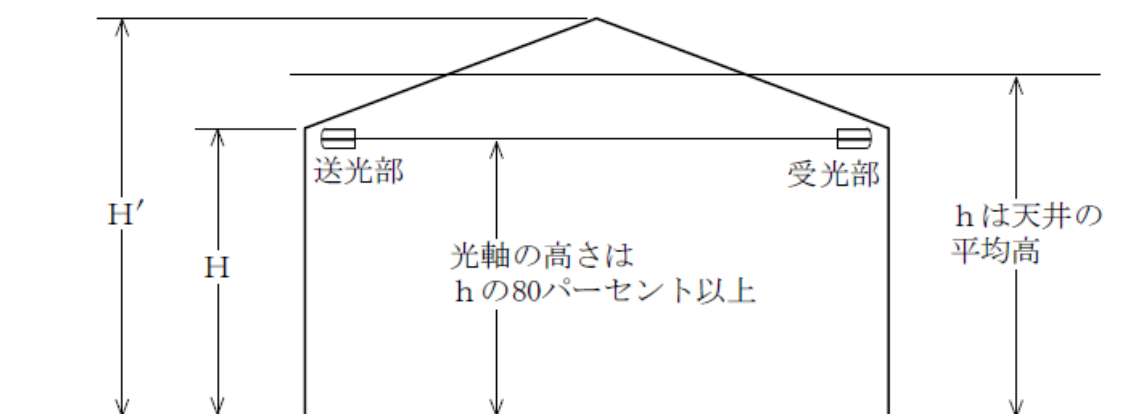 送光部
受光部
H′
H
光軸の高さは
hの80パーセント以上
hは天井の
平均高